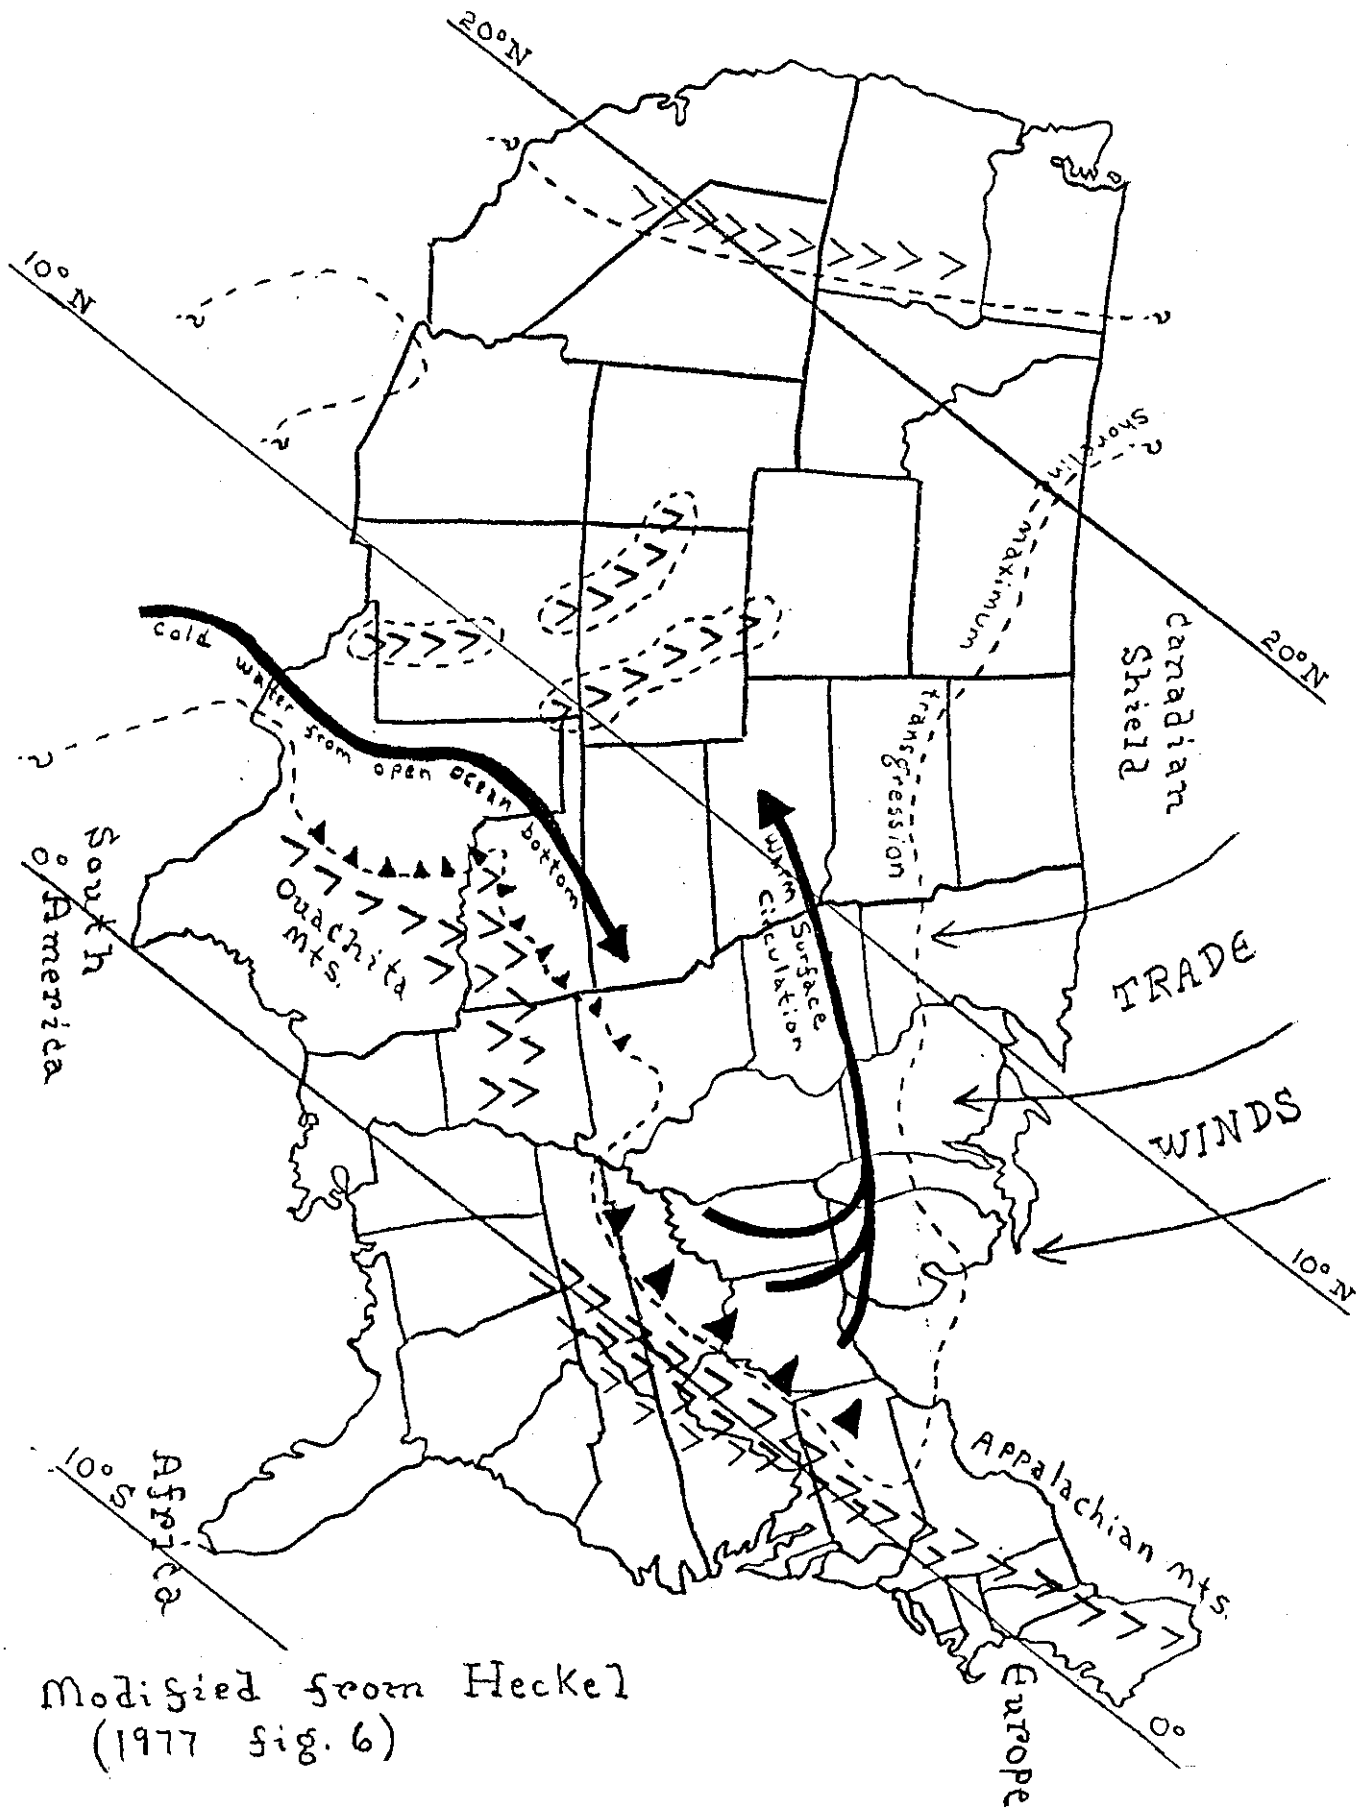 20°N
10°N
?
?
?
?
?
?
shoreline
maximum
transgression
20°N
Canadian
Shield
cold water from open ocean bottom
Warm Surface
Circulation
TRADE
WINDS
10°N
South
America
0°
Ouachita
Mts.
Appalachian Mts.
10°S
Africa
Europe
0°
Modified from Heckel
(1977 fig. 6)